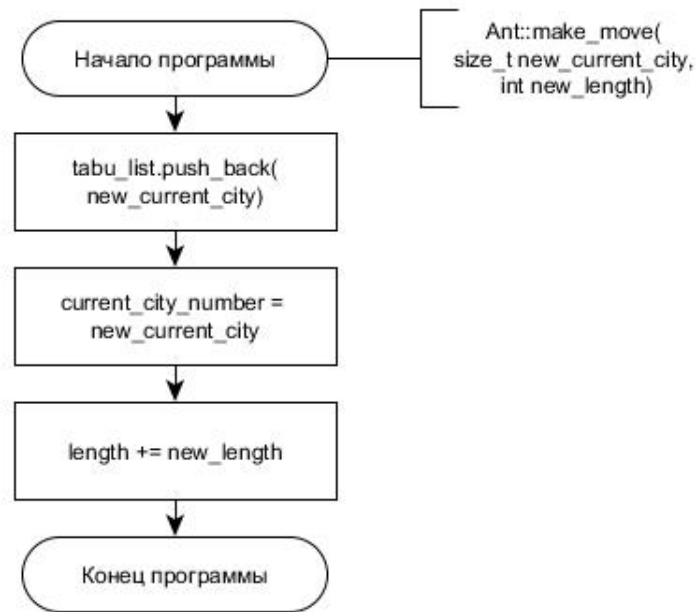 Начало программы
Ant::make_move(
size_t new_current_city,
int new_length)
tabu_list.push_back(
new_current_city)
current_city_number =
new_current_city
length += new_length
Конец программы